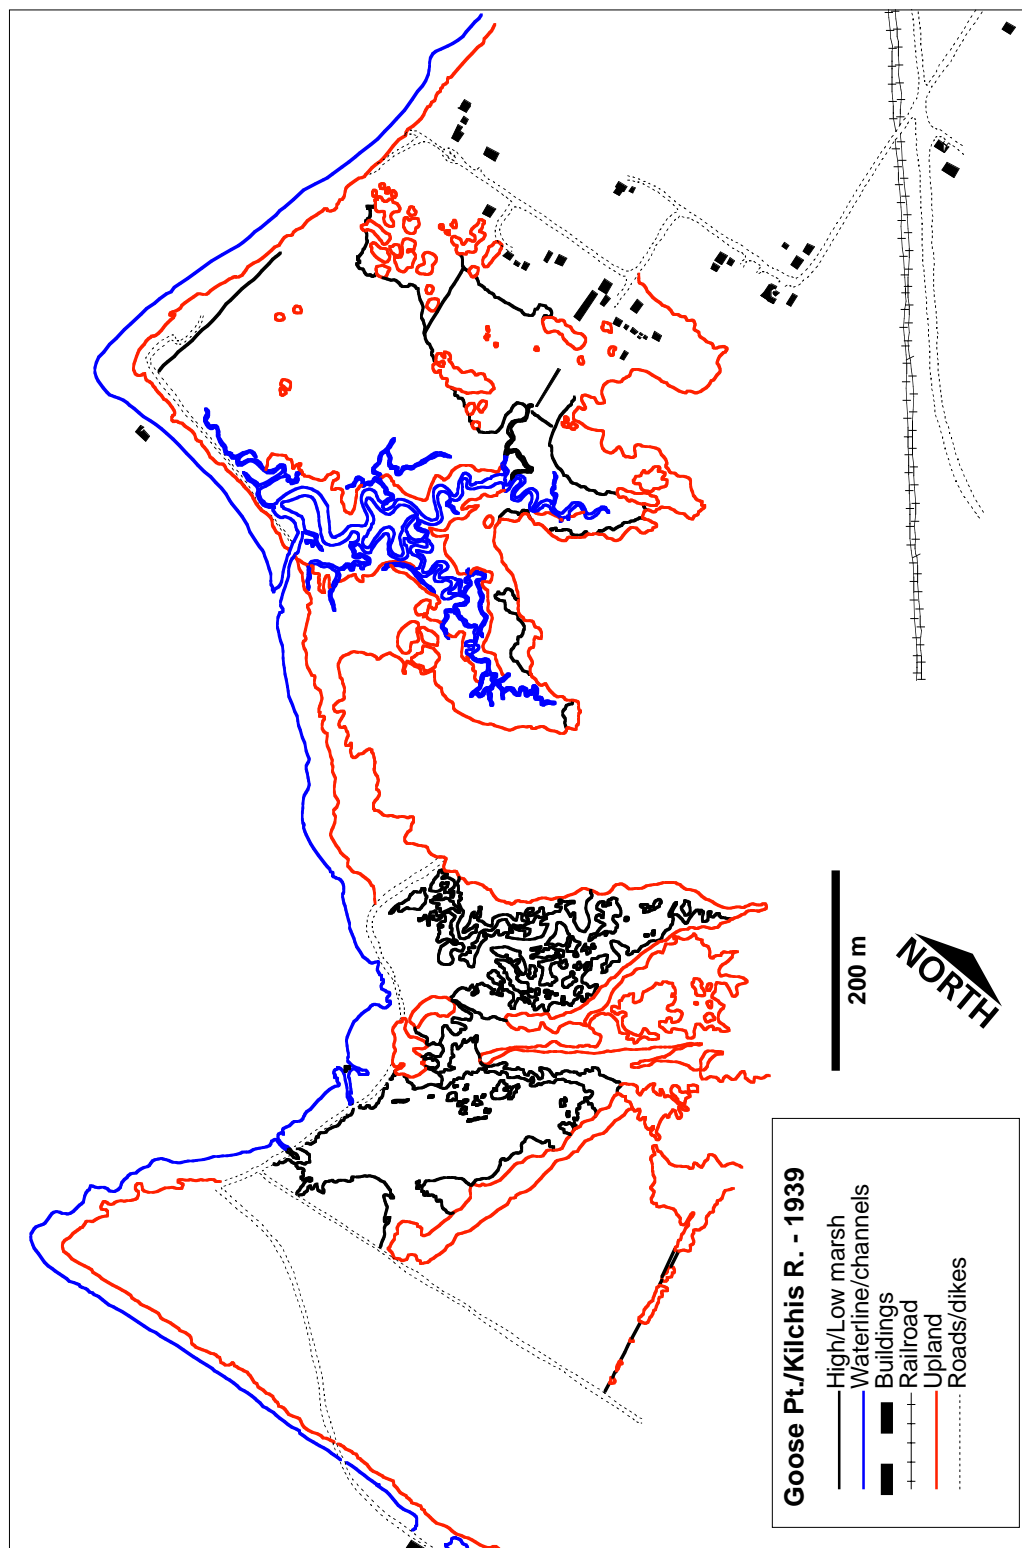 200 m
NORTH
Goose Pt./Kilchis R. - 1939
High/Low marsh
Waterline/channels
Buildings
Railroad
Upland
Roads/dikes